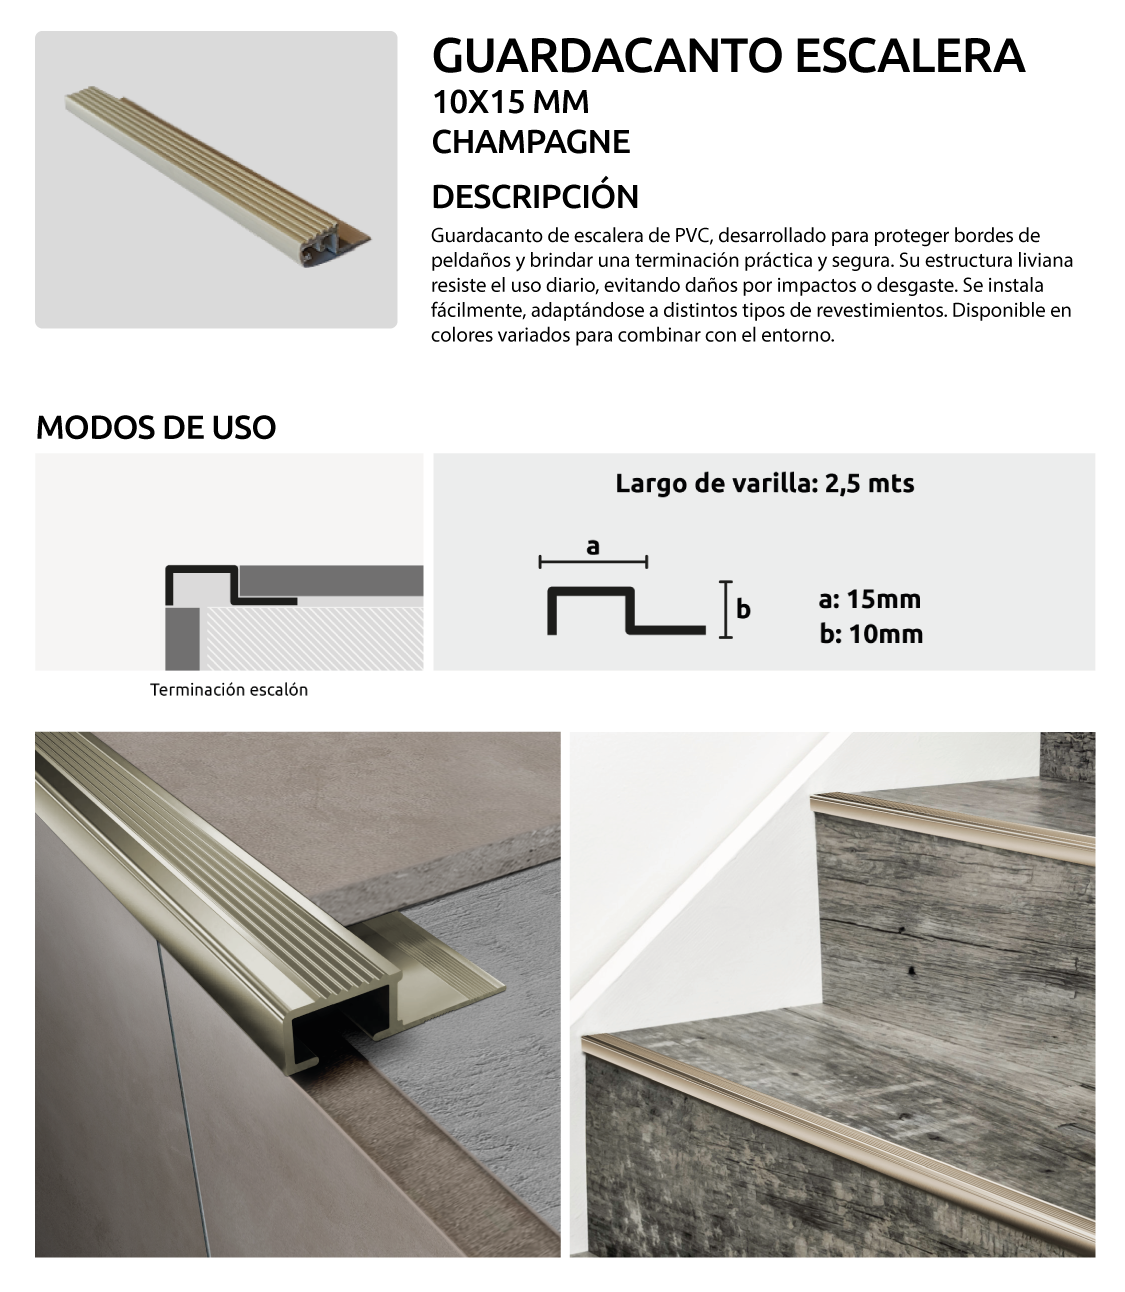 GUARDACANTO ESCALERA
10X15 MM
CHAMPAGNE
DESCRIPCIÓN
Guardacanto de escalera de PVC, desarrollado para proteger bordes de
peldaños y brindar una terminación práctica y segura. Su estructura liviana
resiste el uso diario, evitando daños por impactos o desgaste. Se instala
fácilmente, adaptándose a distintos tipos de revestimientos. Disponible en
colores variados para combinar con el entorno.
MODOS DE USO
Largo de varilla: 2,5 mts
a
b
a: 15mm
b: 10mm
Terminación escalón